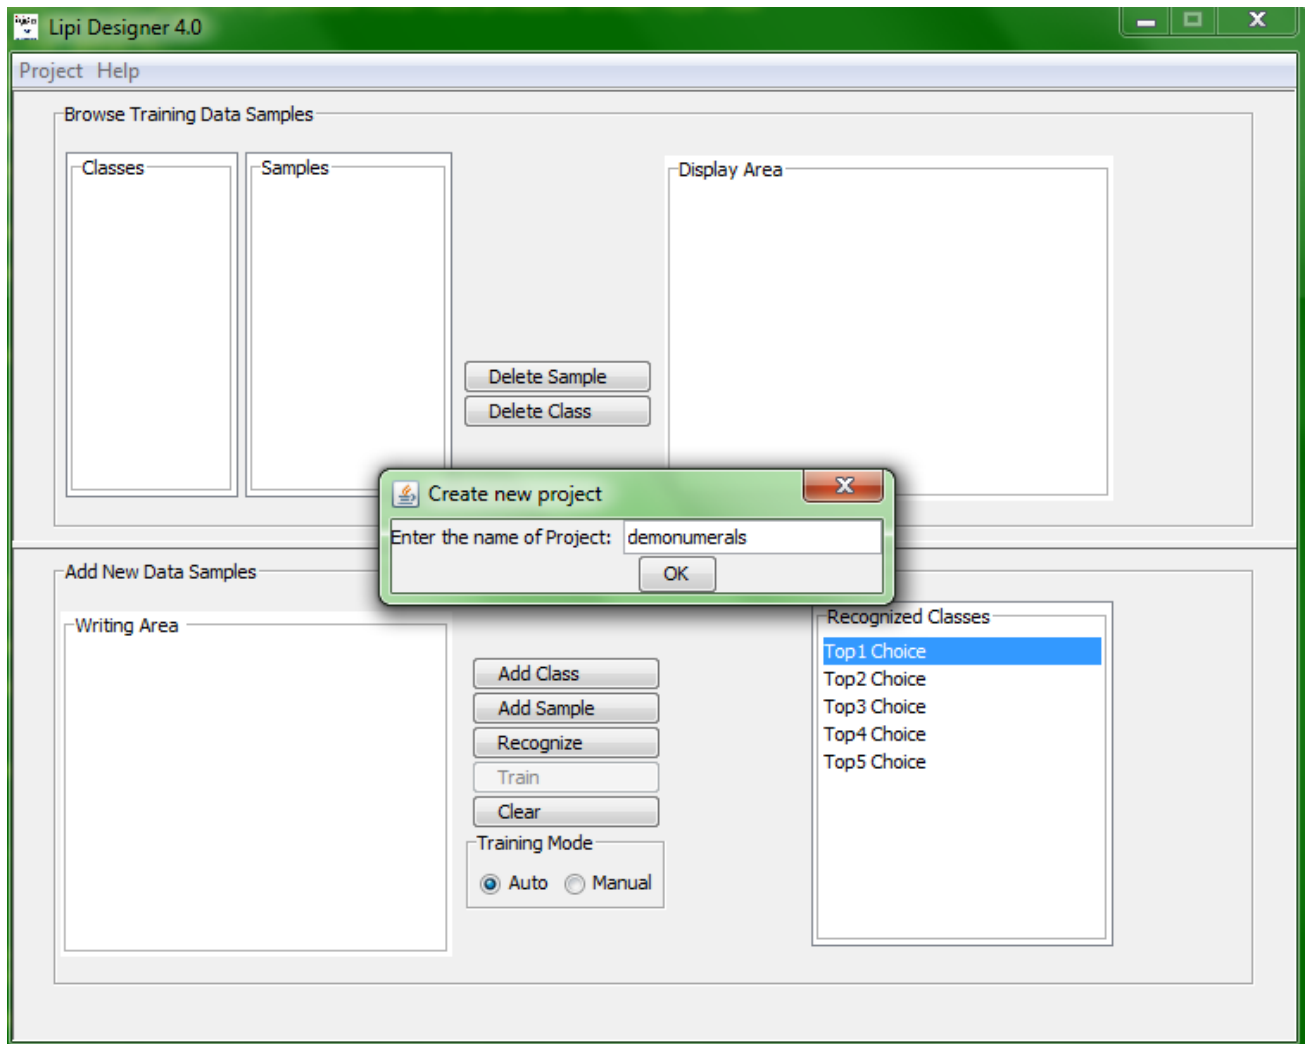 Lipi Designer 4.0
Project Help
Browse Training Data Samples
Classes
Samples
Display Area
Delete Sample
Delete Class
Create new project
Enter the name of Project: demonumerals
OK
Add New Data Samples
Writing Area
Add Class
Add Sample
Recognize
Train
Clear
Training Mode
Auto Manual
Recognized Classes
Top1 Choice
Top2 Choice
Top3 Choice
Top4 Choice
Top5 Choice